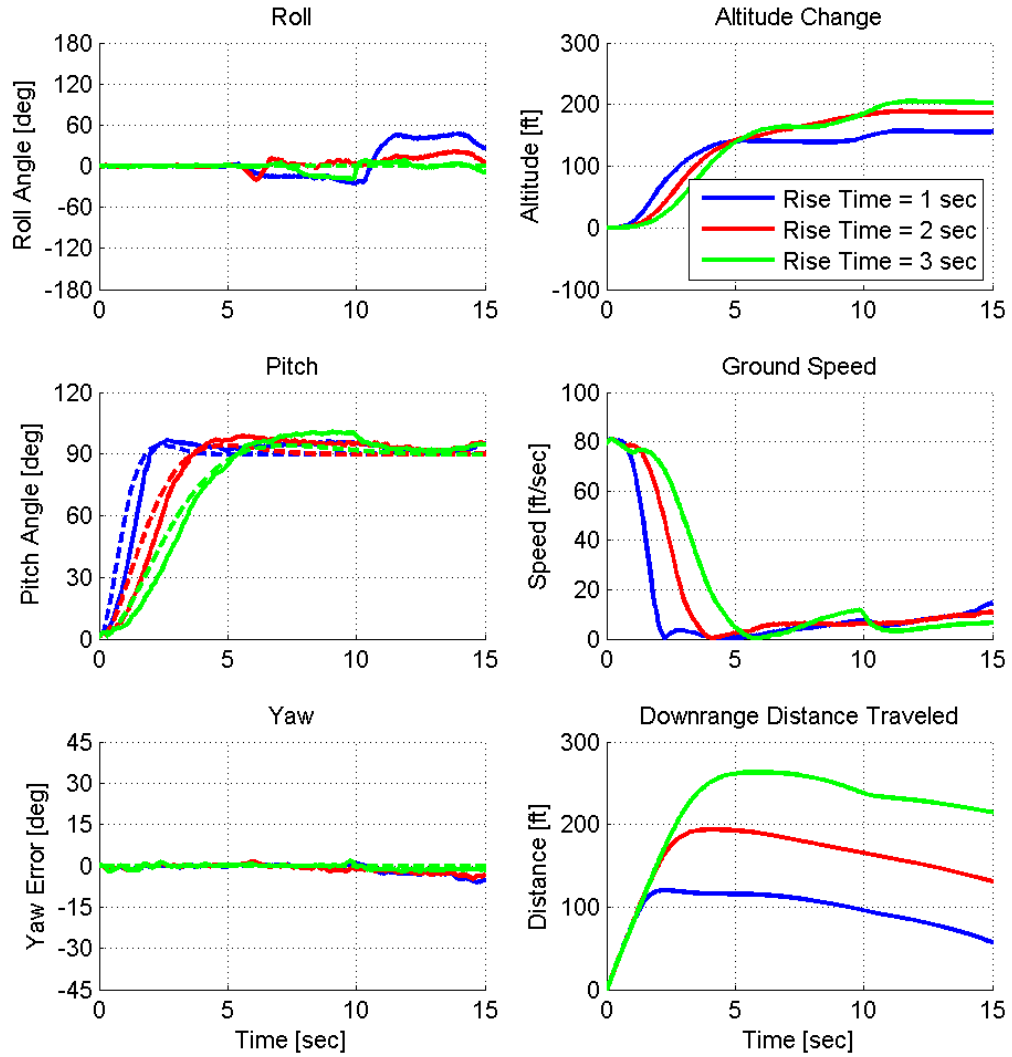 Roll
180
120
60
0
-60
-120
-180
Roll Angle [deg]
0 5 10 15
Altitude Change
300
200
100
0
-100
Altitude [ft]
Rise Time = 1 sec
Rise Time = 2 sec
Rise Time = 3 sec
0 5 10 15
Pitch
120
90
60
30
0
Pitch Angle [deg]
0 5 10 15
Ground Speed
100
80
60
40
20
0
Speed [ft/sec]
0 5 10 15
Yaw
45
30
15
0
-15
-30
-45
Yaw Error [deg]
0 5 10 15
Time [sec]
Downrange Distance Traveled
300
200
100
0
Distance [ft]
0 5 10 15
Time [sec]